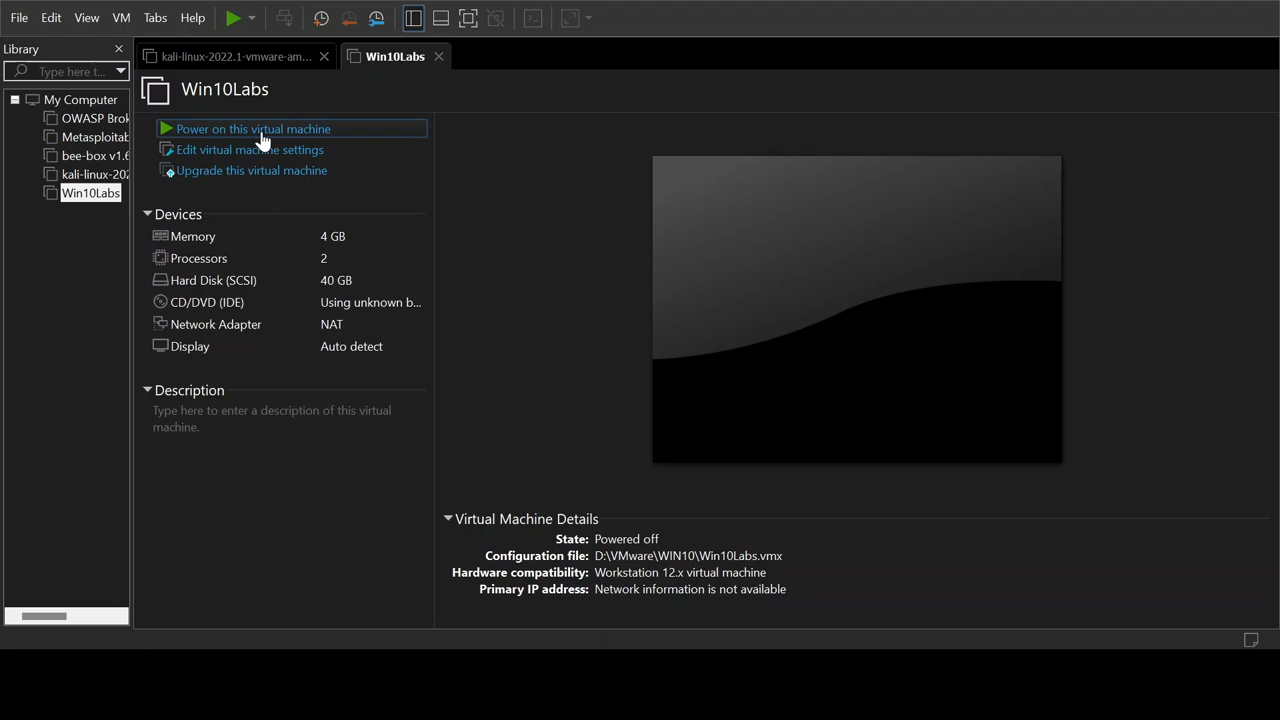 File Edit View VM Tabs Help
Library
Type here t...
My Computer
OWASP Brok
Metasploitab
bee-box v1.6
kali-linux-202
Win10Labs
kali-linux-2022.1-vmware-am...
Win10Labs
Win10Labs
Power on this virtual machine
Edit virtual machine settings
Upgrade this virtual machine
Devices
Memory 4 GB
Processors 2
Hard Disk (SCSI) 40 GB
CD/DVD (IDE) Using unknown b...
Network Adapter NAT
Display Auto detect
Description
Type here to enter a description of this virtual
machine.
Virtual Machine Details
State: Powered off
Configuration file: D:\VMware\WIN10\Win10Labs.vmx
Hardware compatibility: Workstation 12.x virtual machine
Primary IP address: Network information is not available